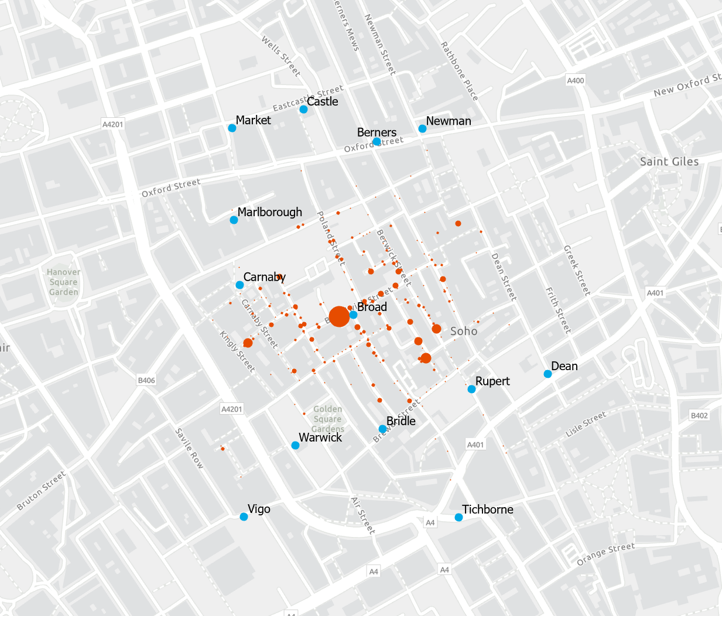 Berners Mews
Newman Street
Wells Street
Rathbone Place
A400
New Oxford St
Eastcastle Street
Castle
A4201
Market
Berners
Newman
Oxford Street
Saint Giles
Oxford Street
Marlborough
Poland Street
Berwick Street
Dean Street
Greek Street
Hanover
Square
Garden
Carnaby
Frith Street
A401
Carnaby Street
Broad
Kingly Street
Soho
B406
Dean
Rupert
A4201
Golden
Square
Gardens
Bridle
B402
Lisle Street
Savile Row
Warwick
A401
Bruton Street
Vigo
Air Street
Tichborne
A4
Orange Street
A4
A4